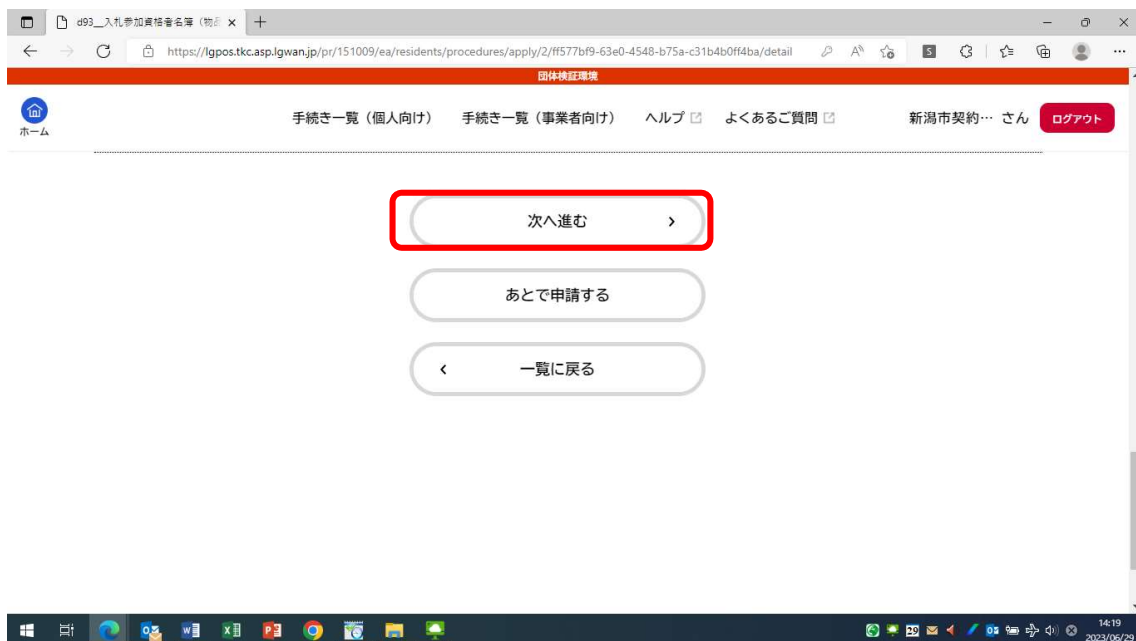 d93__入札参加資格者名簿（物品
https://lgpos.tkc.asp.lgwan.jp/pr/151009/ea/residents/procedures/apply/2/ff577bf9-63e0-4548-b75a-c31b4b0ff4ba/detail
団体検証環境
ホーム
手続き一覧（個人向け） 手続き一覧（事業者向け） ヘルプ よくあるご質問 新潟市契約… さん ログアウト
次へ進む
あとで申請する
一覧に戻る
29
14:19
2023/06/29